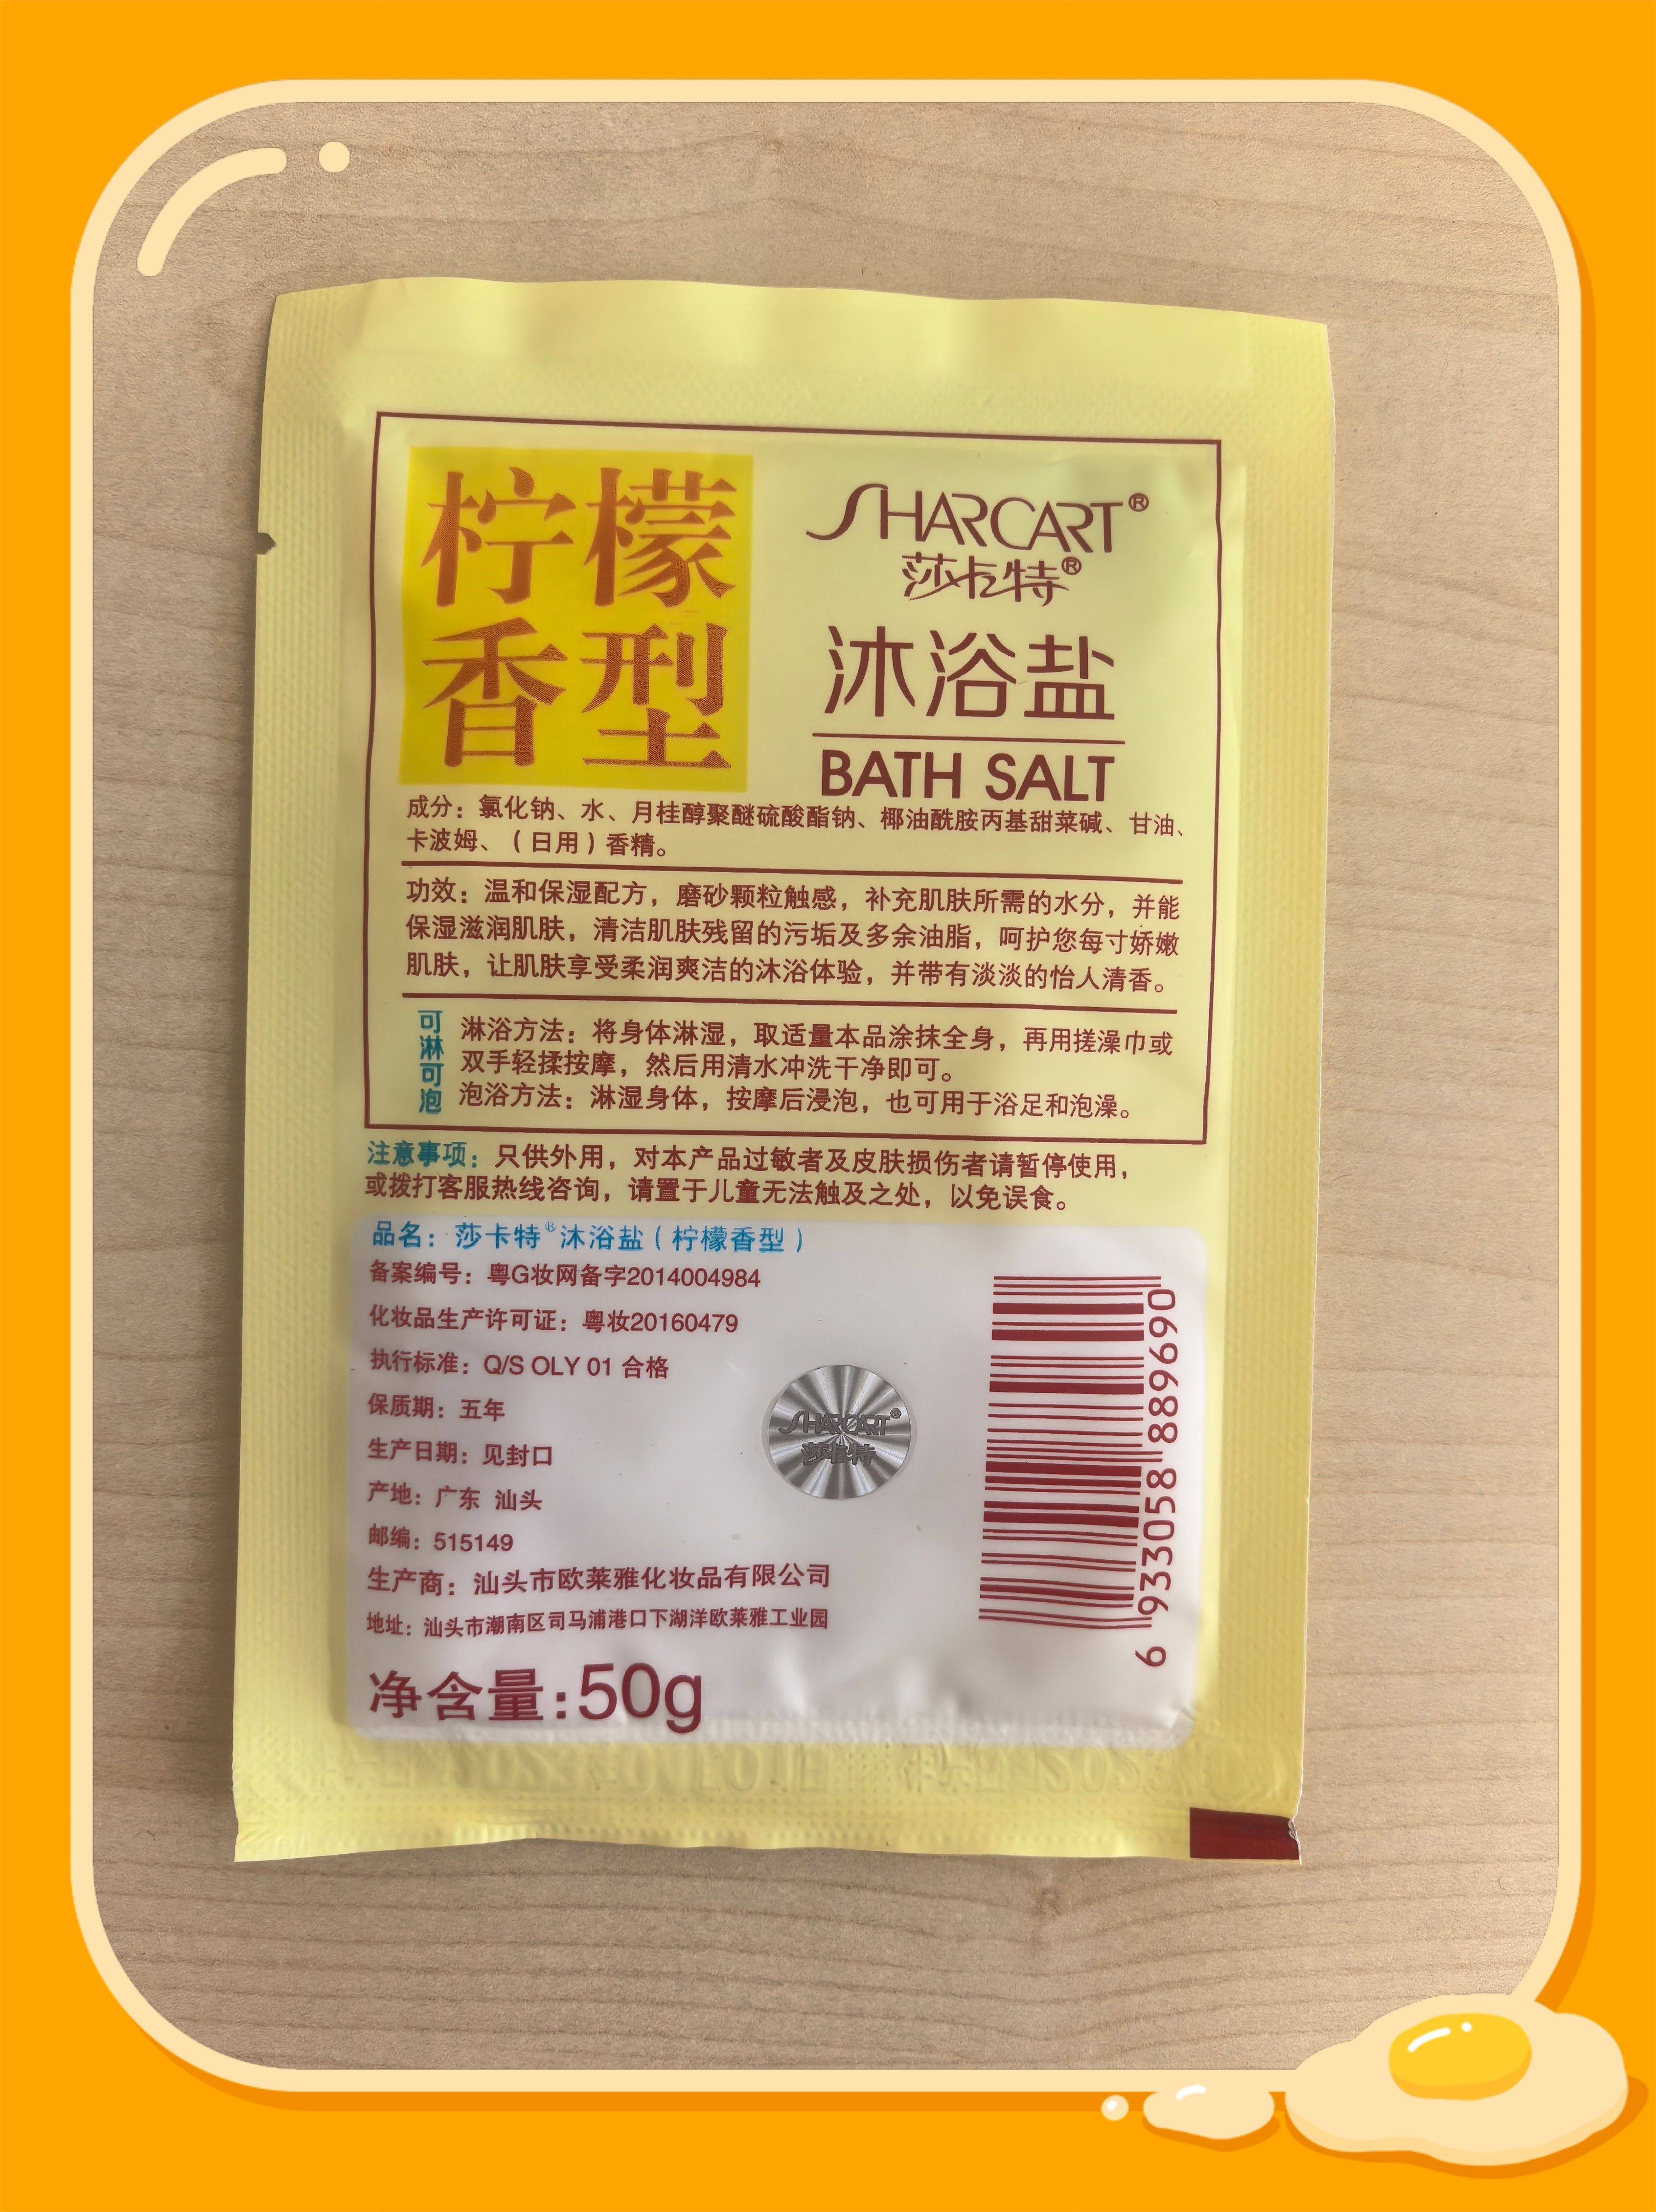 柠檬
香型
SHARCART®
莎卡特®
沐浴盐
BATH SALT
成分：氯化钠、水、月桂醇聚醚硫酸酯钠、椰油酰胺丙基甜菜碱、甘油、
卡波姆、（日用）香精。
功效：温和保湿配方，磨砂颗粒触感，补充肌肤所需的水分，并能
保湿滋润肌肤，清洁肌肤残留的污垢及多余油脂，呵护您每寸娇嫩
肌肤，让肌肤享受柔润爽洁的沐浴体验，并带有淡淡的怡人清香。
可淋可泡
淋浴方法：将身体淋湿，取适量本品涂抹全身，再用搓澡巾或
双手轻揉按摩，然后用清水冲洗干净即可。
泡浴方法：淋湿身体，按摩后浸泡，也可用于浴足和泡澡。
注意事项：只供外用，对本产品过敏者及皮肤损伤者请暂停使用，
或拨打客服热线咨询，请置于儿童无法触及之处，以免误食。
品名：莎卡特®沐浴盐（柠檬香型）
备案编号：粤G妆网备字2014004984
化妆品生产许可证：粤妆20160479
执行标准：Q/S OLY 01 合格
保质期：五年
生产日期：见封口
产地：广东 汕头
邮编：515149
生产商：汕头市欧莱雅化妆品有限公司
地址：汕头市潮南区司马浦港口下湖洋欧莱雅工业园
净含量：50g
SHARCART®
莎卡特
6 933058 889690